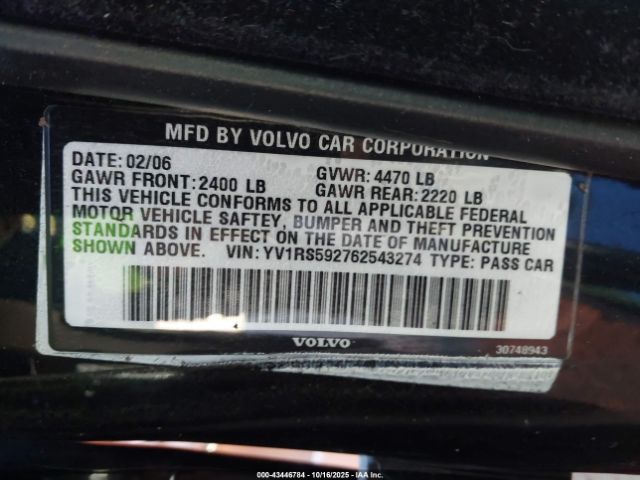 MFD BY VOLVO CAR CORPORATION
DATE: 02/06 GVWR: 4470 LB
GAWR FRONT: 2400 LB GAWR REAR: 2220 LB
THIS VEHICLE CONFORMS TO ALL APPLICABLE FEDERAL
MOTOR VEHICLE SAFTEY, BUMPER AND THEFT PREVENTION
STANDARDS IN EFFECT ON THE DATE OF MANUFACTURE
SHOWN ABOVE. VIN: YV1RS592762543274 TYPE: PASS CAR
VOLVO
30748943
000-43446784 - 10/16/2025 - © IAA, Inc.